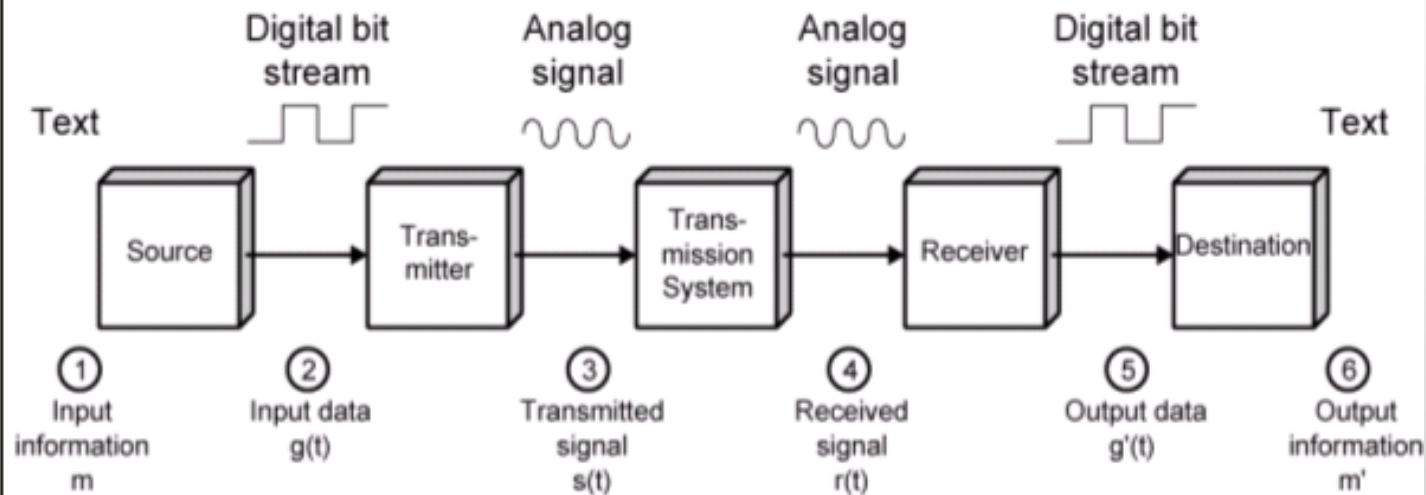 Digital bit
stream
Analog
signal
Analog
signal
Digital bit
stream
Text
Text
Source
Trans-
mitter
Trans-
mission
System
Receiver
Destination
1
Input
information
m
2
Input data
g(t)
3
Transmitted
signal
s(t)
4
Received
signal
r(t)
5
Output data
g'(t)
6
Output
information
m'